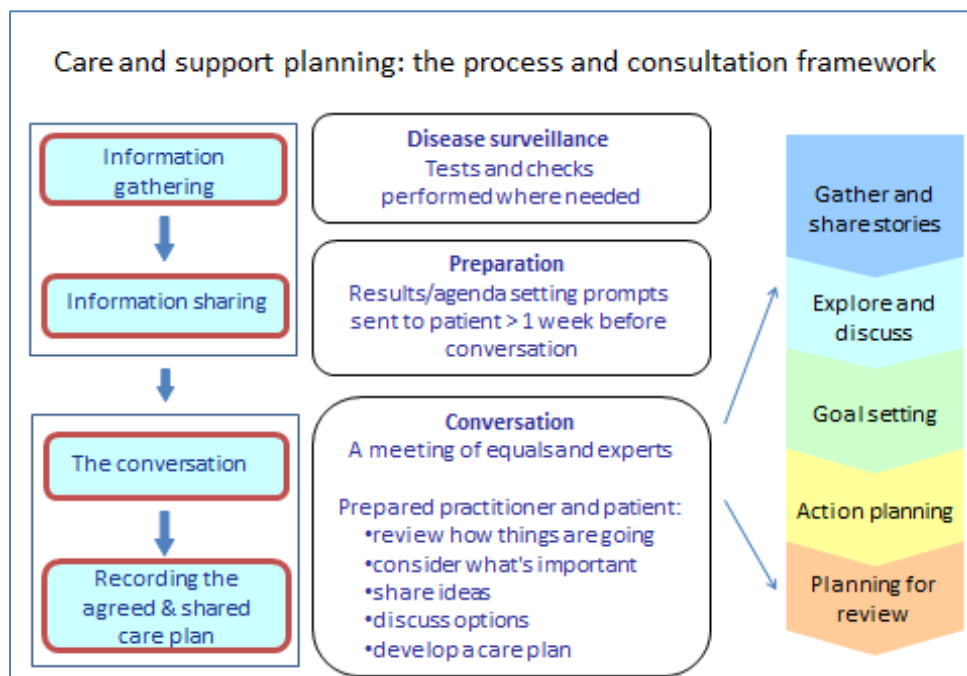 Care and support planning: the process and consultation framework
Information
gathering
Information sharing
The conversation
Recording the
agreed & shared
care plan
Disease surveillance
Tests and checks
performed where needed
Preparation
Results/agenda setting prompts
sent to patient > 1 week before
conversation
Conversation
A meeting of equals and experts
Prepared practitioner and patient:
•review how things are going
•consider what's important
•share ideas
•discuss options
•develop a care plan
Gather and
share stories
Explore and
discuss
Goal setting
Action planning
Planning for
review